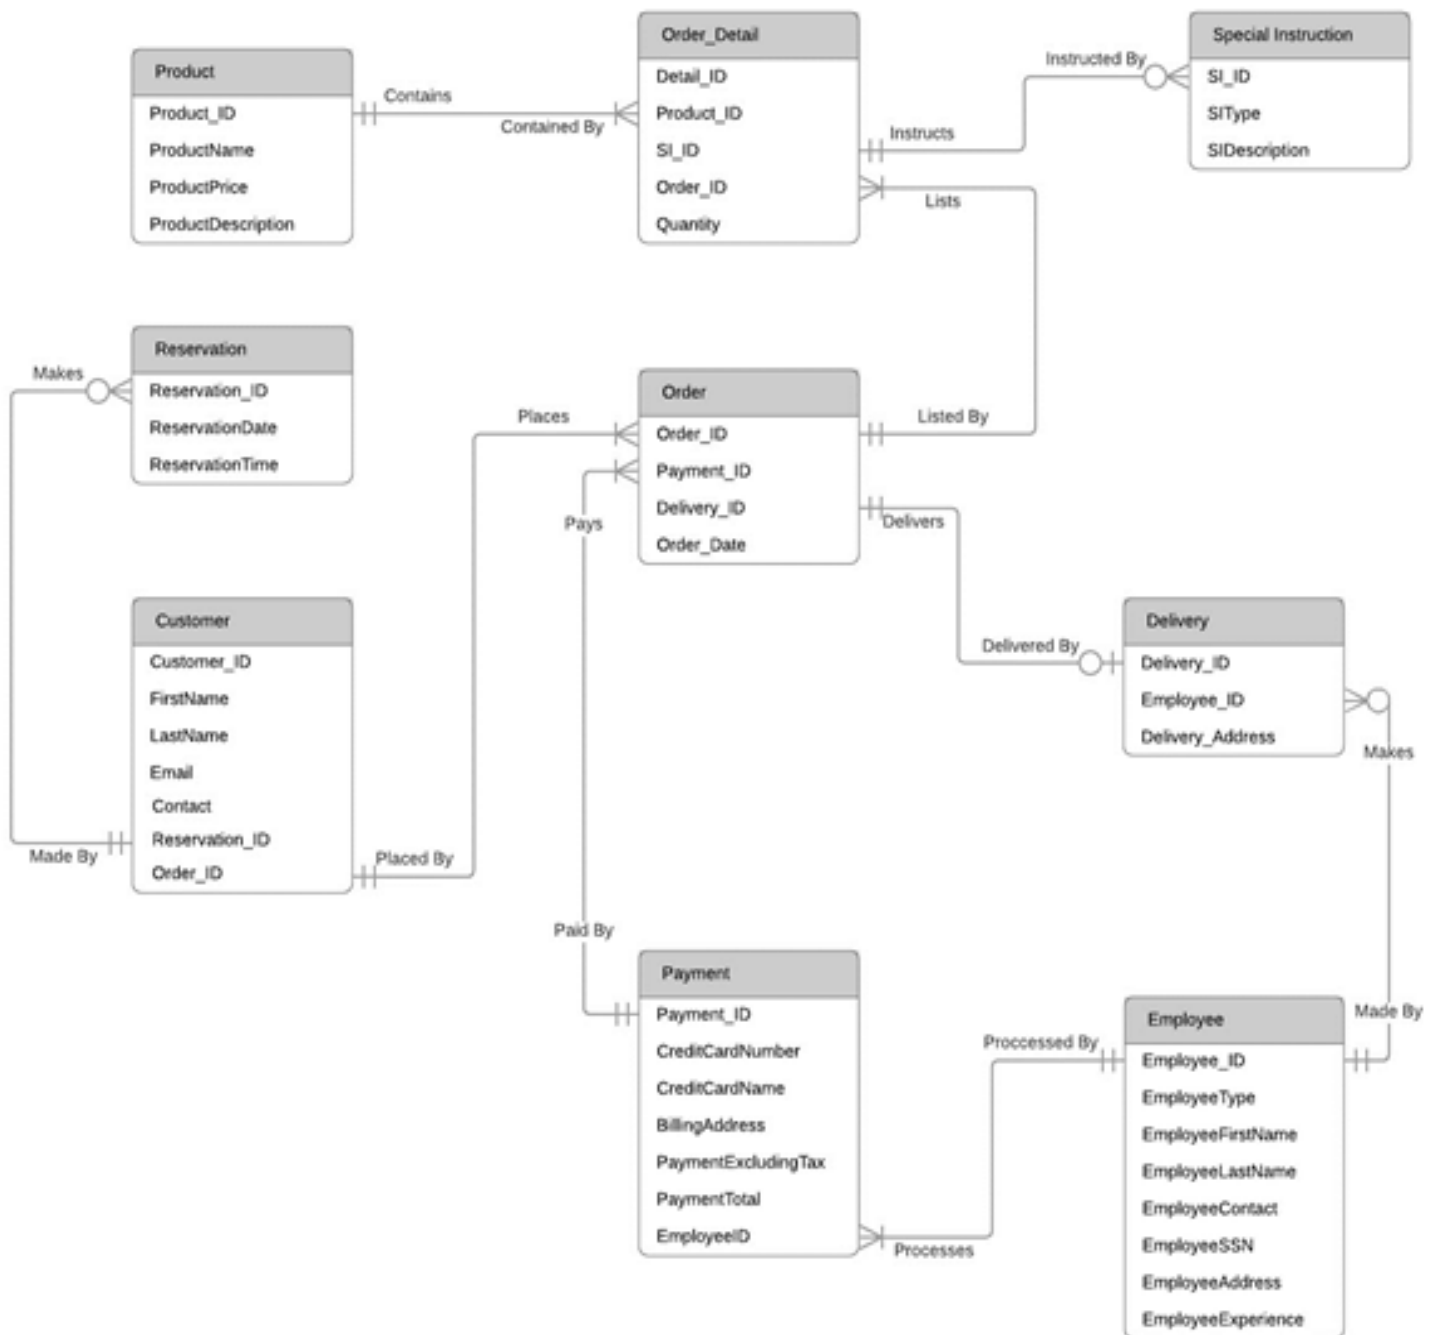 Product
Product_ID
ProductName
ProductPrice
ProductDescription
Contains
Contained By
Order_Detail
Detail_ID
Product_ID
SI_ID
Order_ID
Quantity
Instructs
Instructed By
Special Instruction
SI_ID
SIType
SIDescription
Lists
Listed By
Reservation
Reservation_ID
ReservationDate
ReservationTime
Makes
Made By
Order
Order_ID
Payment_ID
Delivery_ID
Order_Date
Places
Placed By
Pays
Paid By
Delivers
Delivered By
Customer
Customer_ID
FirstName
LastName
Email
Contact
Reservation_ID
Order_ID
Delivery
Delivery_ID
Employee_ID
Delivery_Address
Makes
Made By
Payment
Payment_ID
CreditCardNumber
CreditCardName
BillingAddress
PaymentExcludingTax
PaymentTotal
EmployeeID
Processes
Proccessed By
Employee
Employee_ID
EmployeeType
EmployeeFirstName
EmployeeLastName
EmployeeContact
EmployeeSSN
EmployeeAddress
EmployeeExperience